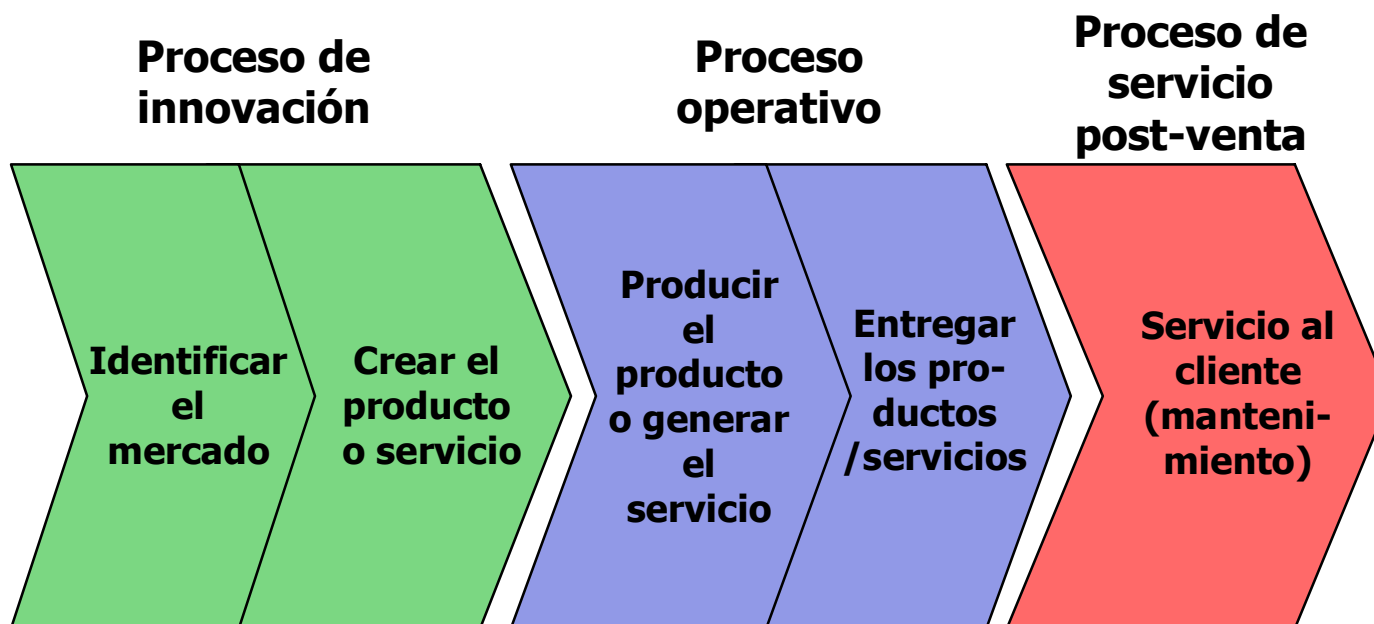 Proceso de
innovación
Proceso
operativo
Proceso de
servicio
post-venta
Identificar
el
mercado
Crear el
producto
o servicio
Producir
el
producto
o generar
el
servicio
Entregar
los pro-
ductos
/servicios
Servicio al
cliente
(manteni-
miento)